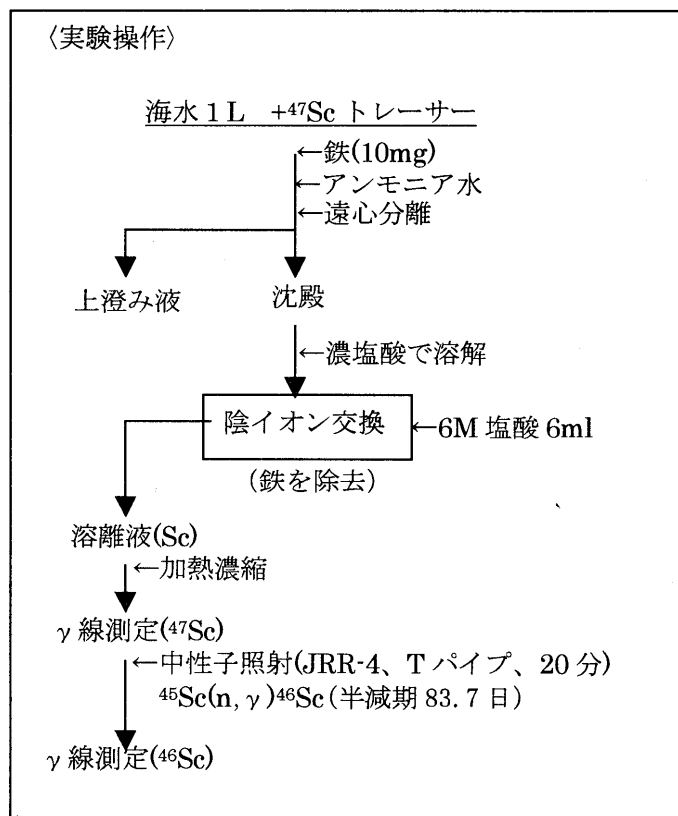 〈実験操作〉
海水 1 L +⁴⁷Sc トレーサー
←鉄(10mg)
←アンモニア水
←遠心分離
上澄み液 沈殿
←濃塩酸で溶解
陰イオン交換 ←6M 塩酸 6ml
(鉄を除去)
溶離液(Sc)
←加熱濃縮
γ線測定(⁴⁷Sc)
←中性子照射(JRR-4、T パイプ、20 分)
⁴⁵Sc(n, γ)⁴⁶Sc(半減期 83.7 日)
γ線測定(⁴⁶Sc)